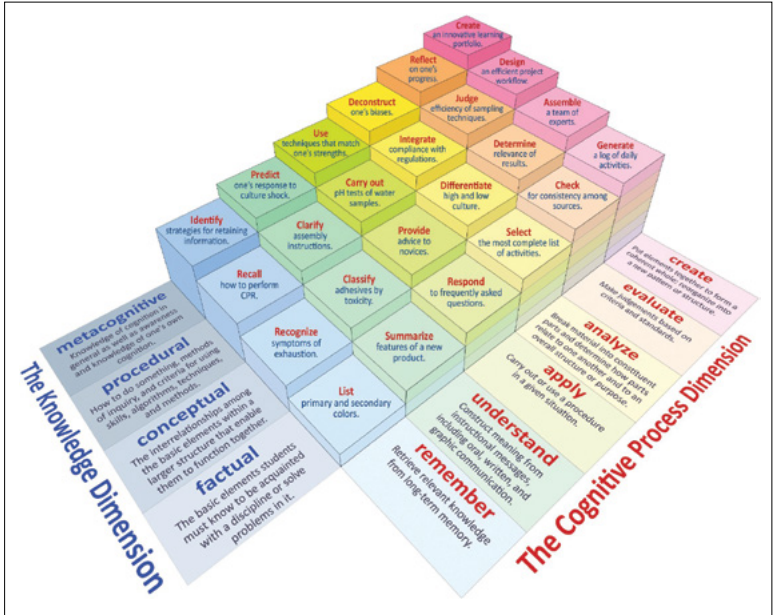 Create
an innovative learning
portfolio.
Reflect
on one's
progress.
Design
an efficient project
workflow.
Deconstruct
one's biases.
Judge
efficiency of sampling
techniques.
Assemble
a team of
experts.
Use
techniques that match
one's strengths.
Integrate
compliance with
regulations.
Determine
relevance of
results.
Generate
a log of daily
activities.
Predict
one's response to
culture shock.
Carry out
pH tests of water
samples.
Differentiate
high and low
culture.
Check
for consistency among
sources.
Identify
strategies for retaining
information.
Clarify
assembly
instructions.
Provide
advice to
novices.
Select
the most complete list
of activities.
Recall
how to perform
CPR.
Classify
adhesives by
toxicity.
Respond
to frequently asked
questions.
Recognize
symptoms of
exhaustion.
Summarize
features of a new
product.
List
primary and secondary
colors.
metacognitive
Knowledge of cognition in
general as well as awareness
and knowledge of one's own
cognition.
procedural
How to do something, methods
of inquiry, and criteria for using
skills, algorithms, techniques,
and methods.
conceptual
The interrelationships among
the basic elements within a
larger structure that enable
them to function together.
factual
The basic elements students
must know to be acquainted
with a discipline or solve
problems in it.
The Knowledge Dimension
create
Put elements together to form a
coherent whole; reorganize into
a new pattern or structure.
evaluate
Make judgements based on
criteria and standards.
analyze
Break material into constituent
parts and determine how parts
relate to one another and to an
overall structure or purpose.
apply
Carry out or use a procedure
in a given situation.
understand
Construct meaning from
instructional messages,
including oral, written, and
graphic communication.
remember
Retrieve relevant knowledge
from long-term memory.
The Cognitive Process Dimension